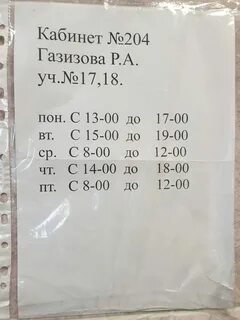 Кабинет №204
Газизова Р.А.
уч.№17,18.
пон. С 13-00 до 17-00
вт. С 15-00 до 19-00
ср. С 8-00 до 12-00
чт. С 14-00 до 18-00
пт. С 8-00 до 12-00